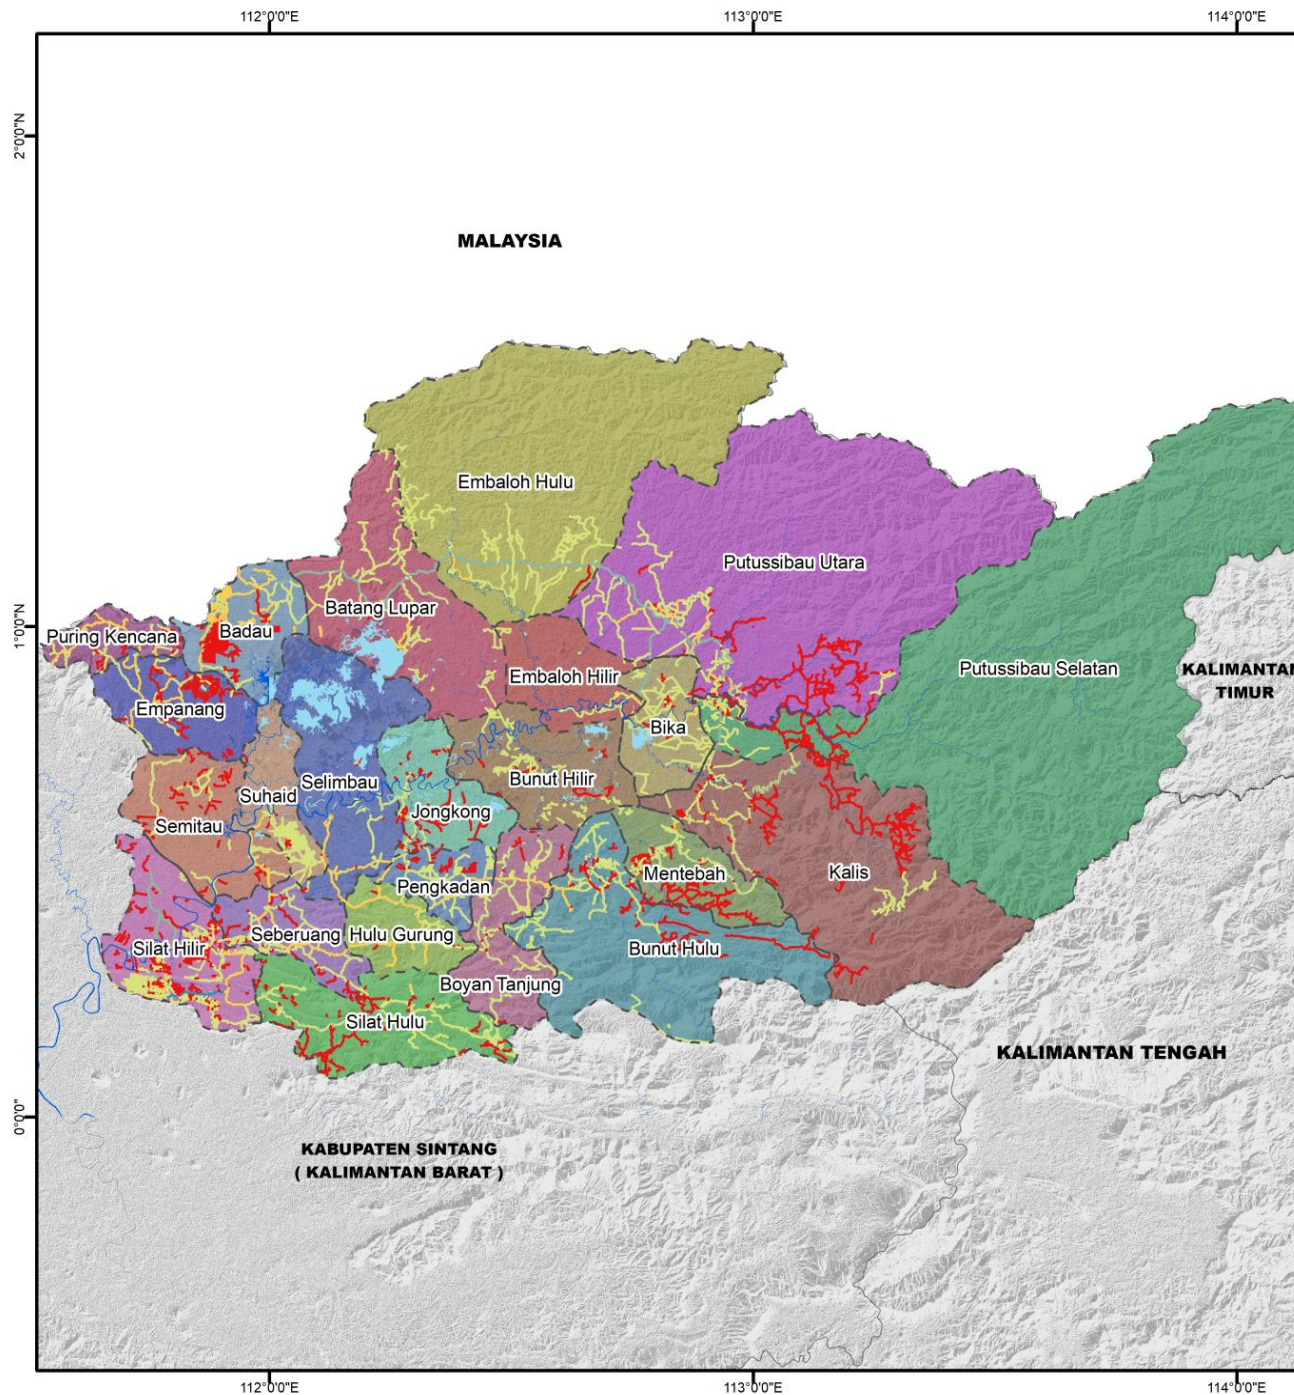 112°0'0"E
113°0'0"E
114°0'0"E
2°0'0"N
MALAYSIA
Embaloh Hulu
Putussibau Utara
Batang Lupar
1°0'0"N
Badau
Puring Kencana
Embaloh Hilir
Putussibau Selatan
KALIMANTAN
TIMUR
Empanang
Bika
Selimbau
Bunut Hilir
Suhaid
Jongkong
Semitau
Mentebah
Kalis
Pengkadan
Seberuang
Hulu Gurung
Silat Hilir
Bunut Hulu
Boyan Tanjung
Silat Hulu
KALIMANTAN TENGAH
0°0'0"
KABUPATEN SINTANG
( KALIMANTAN BARAT )
112°0'0"E
113°0'0"E
114°0'0"E